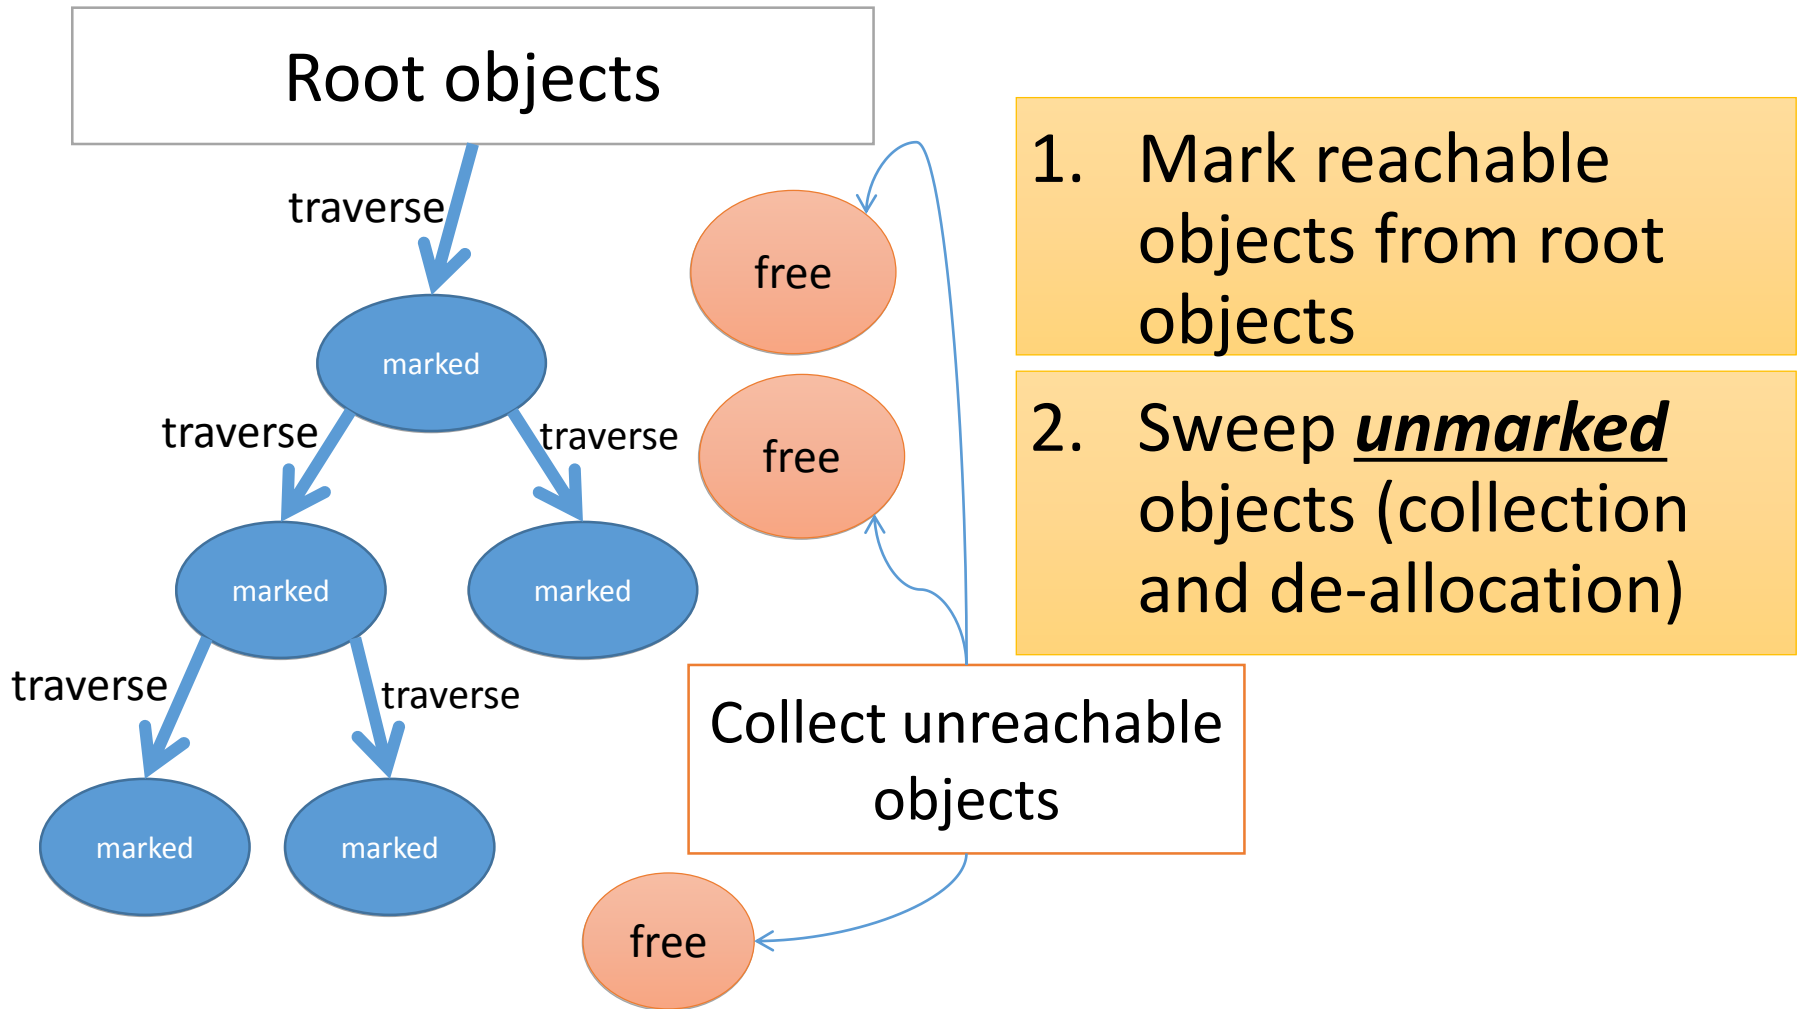 Root objects
traverse
marked
traverse
traverse
marked
marked
traverse
traverse
marked
marked
free
free
Collect unreachable
objects
free
1. Mark reachable
objects from root
objects
2. Sweep unmarked
objects (collection
and de-allocation)